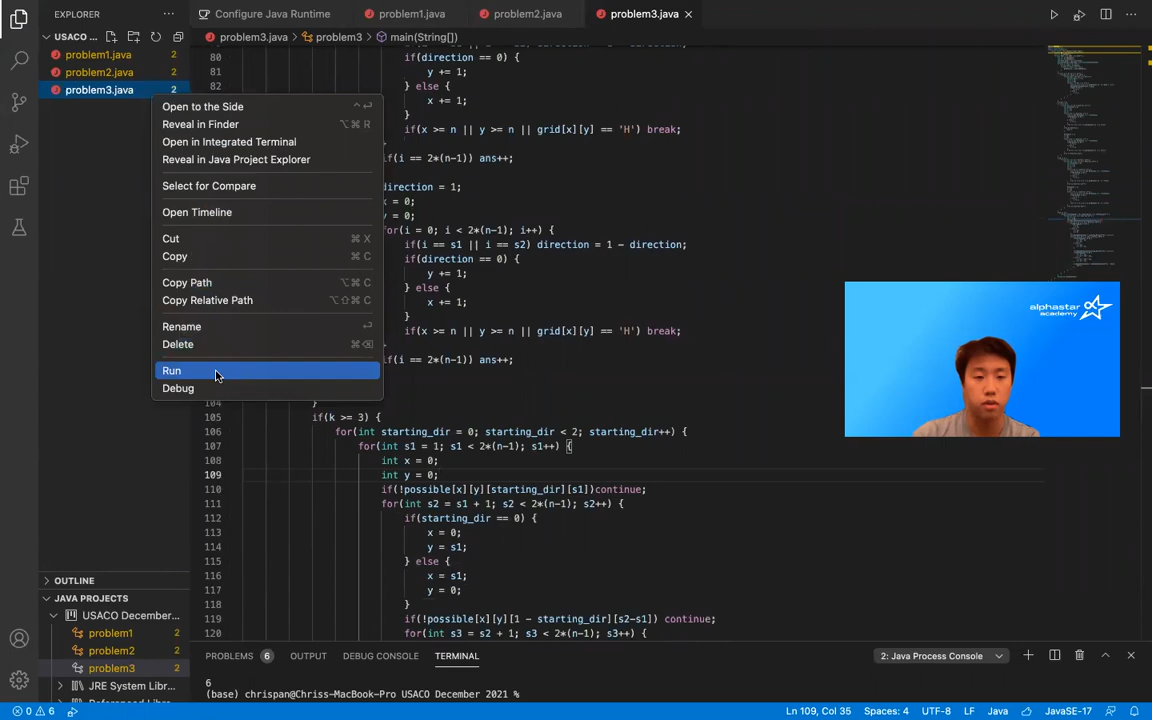 EXPLORER
Configure Java Runtime
problem1.java
problem2.java
problem3.java
USACO ...
problem3.java > problem3 > main(String[])
problem1.java 2
problem2.java 2
problem3.java 2
Open to the Side
Reveal in Finder ⌥⌘ R
Open in Integrated Terminal
Reveal in Java Project Explorer
Select for Compare
Open Timeline
Cut ⌘ X
Copy ⌘ C
Copy Path ⌥⌘ C
Copy Relative Path ⌥⇧⌘ C
Rename
Delete ⌘⌫
Run
Debug
80 if(direction == 0) {
81 y += 1;
82 } else {
83 x += 1;
84 }
85 if(x >= n || y >= n || grid[x][y] == 'H') break;
if(i == 2*(n-1)) ans++;
direction = 1;
x = 0;
y = 0;
for(i = 0; i < 2*(n-1); i++) {
if(i == s1 || i == s2) direction = 1 - direction;
if(direction == 0) {
y += 1;
} else {
x += 1;
}
if(x >= n || y >= n || grid[x][y] == 'H') break;
if(i == 2*(n-1)) ans++;
104 }
105 if(k >= 3) {
106 for(int starting_dir = 0; starting_dir < 2; starting_dir++) {
107 for(int s1 = 1; s1 < 2*(n-1); s1++) {
108 int x = 0;
109 int y = 0;
110 if(!possible[x][y][starting_dir][s1])continue;
111 for(int s2 = s1 + 1; s2 < 2*(n-1); s2++) {
112 if(starting_dir == 0) {
113 x = 0;
114 y = s1;
115 } else {
116 x = s1;
117 y = 0;
118 }
119 if(!possible[x][y][1 - starting_dir][s2-s1]) continue;
120 for(int s3 = s2 + 1; s3 < 2*(n-1); s3++) {
alphastar
academy
OUTLINE
JAVA PROJECTS
USACO December...
problem1 2
problem2 2
problem3 2
JRE System Libr...
PROBLEMS 6 OUTPUT DEBUG CONSOLE TERMINAL
2: Java Process Console
6
(base) chrispan@Chriss-MacBook-Pro USACO December 2021 %
0 6
Ln 109, Col 35 Spaces: 4 UTF-8 LF Java JavaSE-17